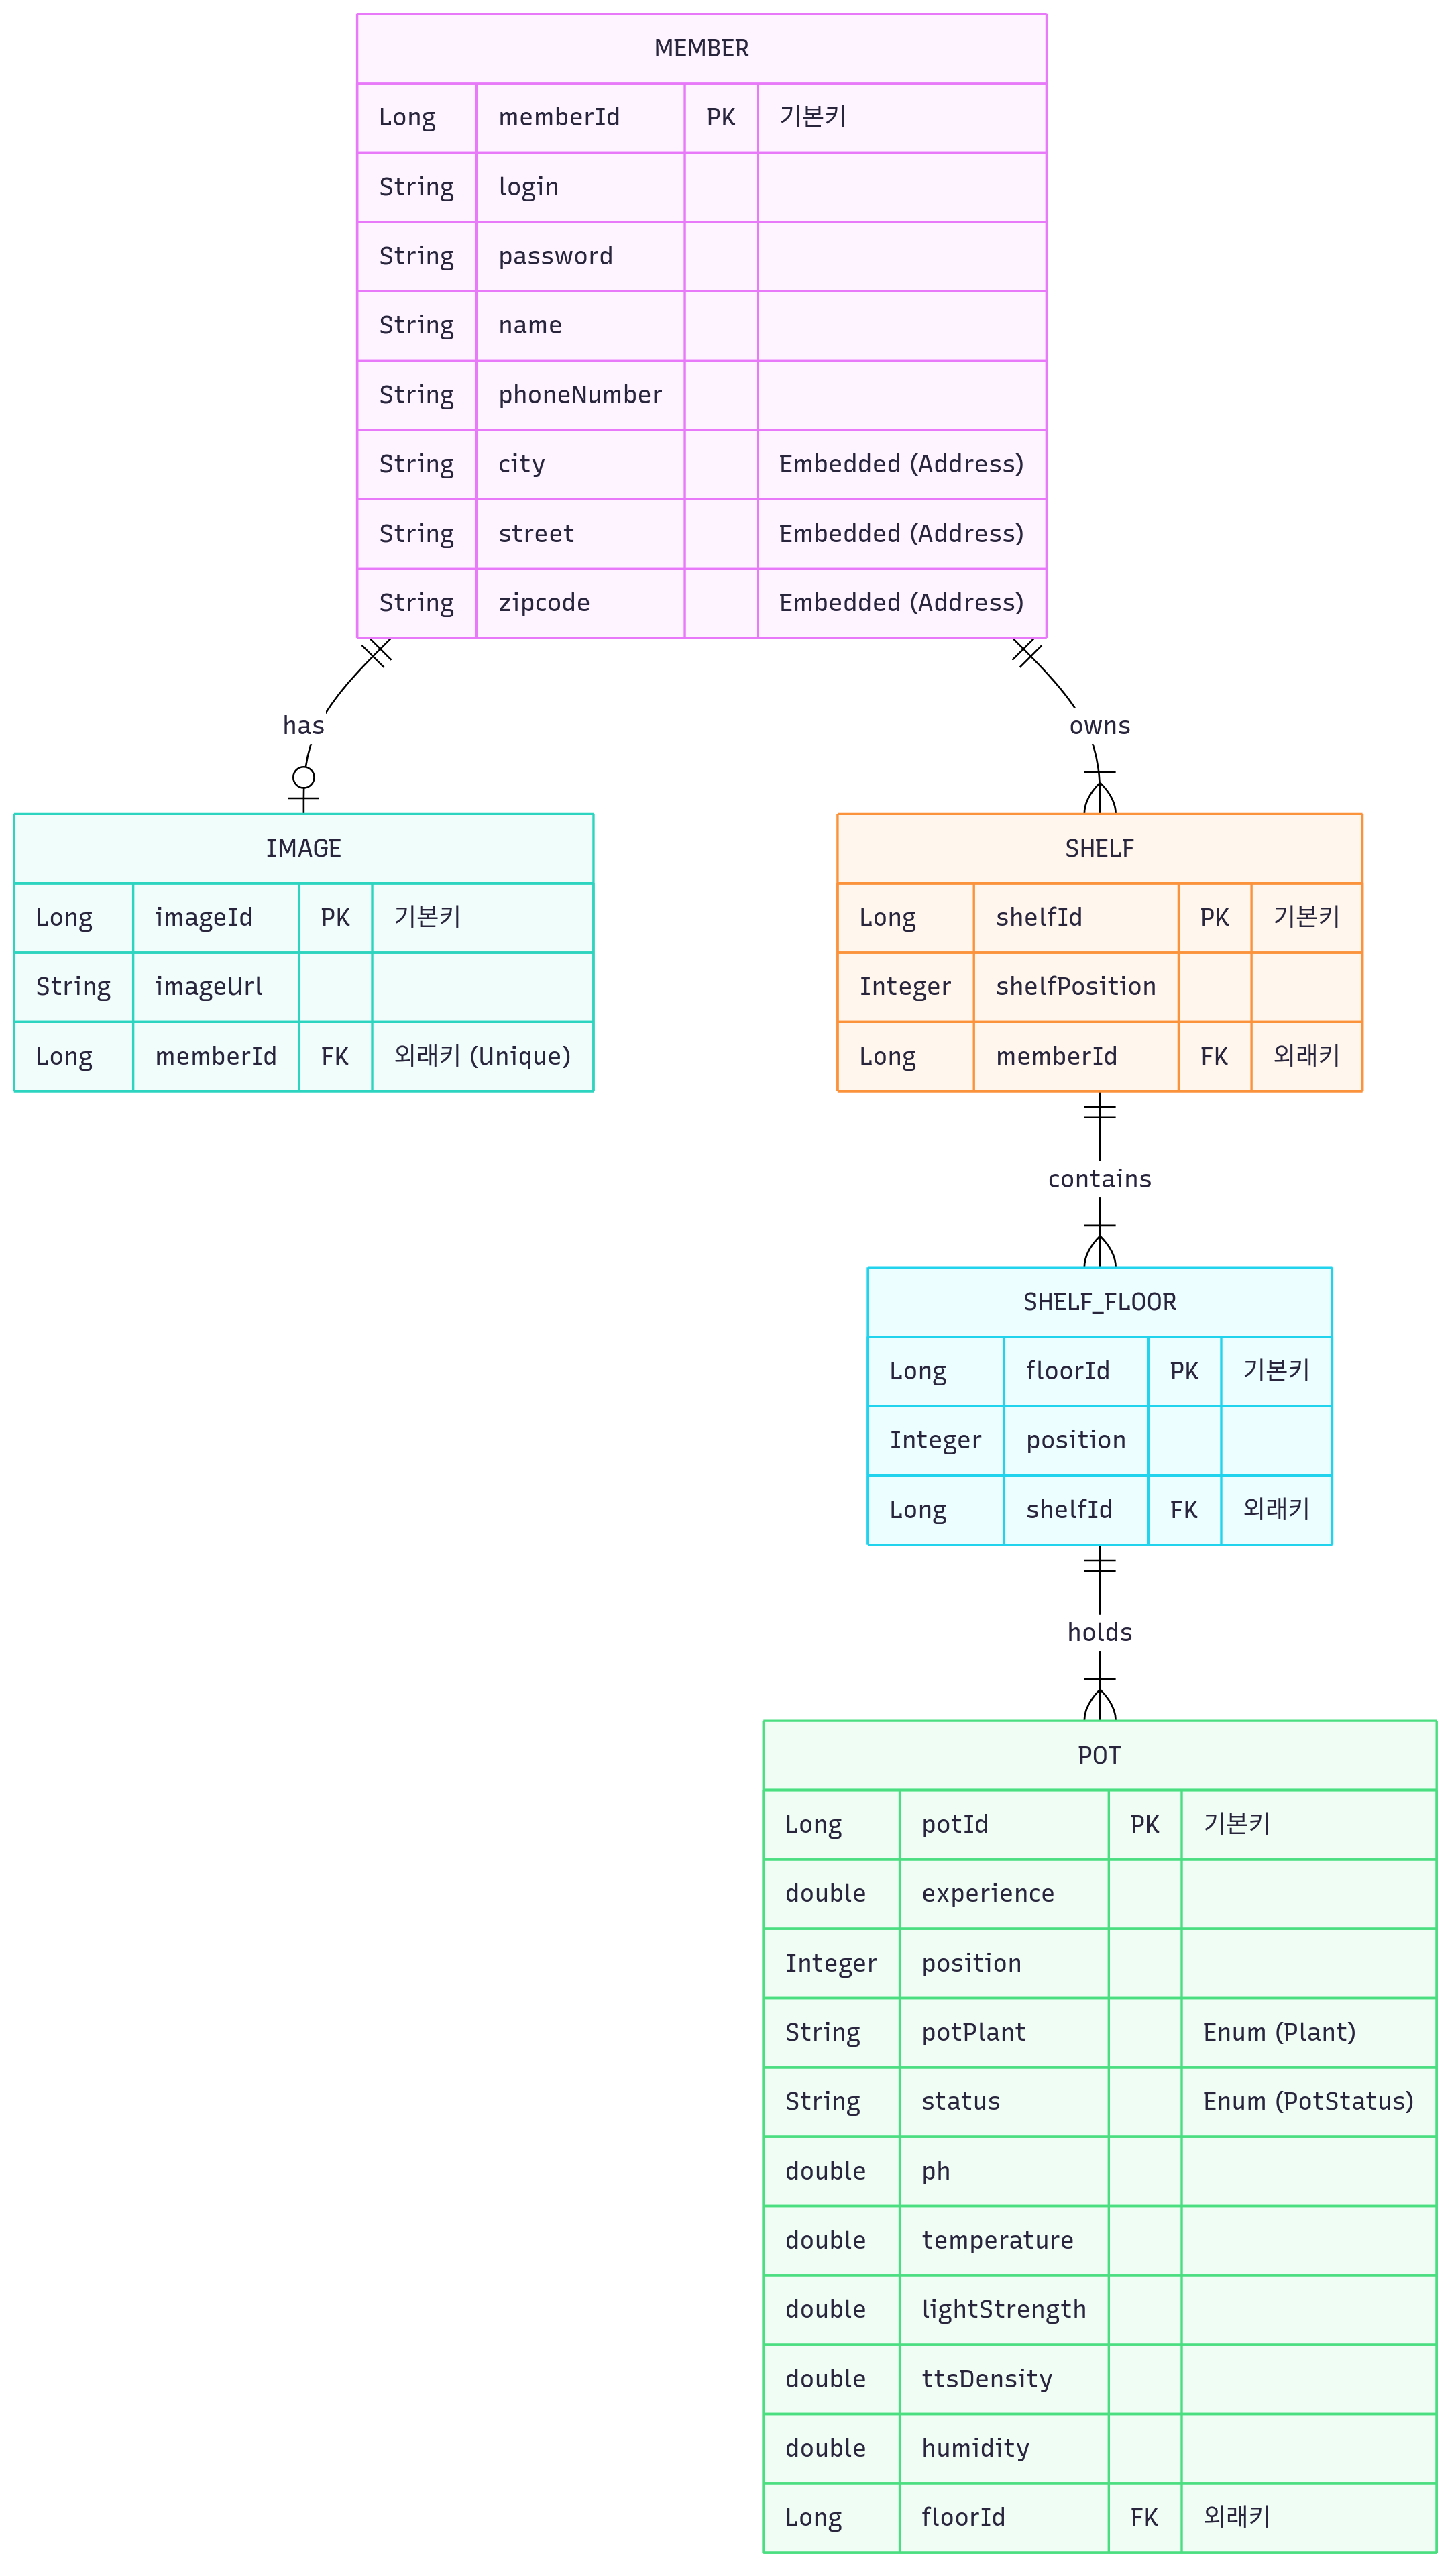 MEMBER
Long memberId PK 기본키
String login
String password
String name
String phoneNumber
String city Embedded (Address)
String street Embedded (Address)
String zipcode Embedded (Address)
has
owns
IMAGE
Long imageId PK 기본키
String imageUrl
Long memberId FK 외래키 (Unique)
SHELF
Long shelfId PK 기본키
Integer shelfPosition
Long memberId FK 외래키
contains
SHELF_FLOOR
Long floorId PK 기본키
Integer position
Long shelfId FK 외래키
holds
POT
Long potId PK 기본키
double experience
Integer position
String potPlant Enum (Plant)
String status Enum (PotStatus)
double ph
double temperature
double lightStrength
double ttsDensity
double humidity
Long floorId FK 외래키